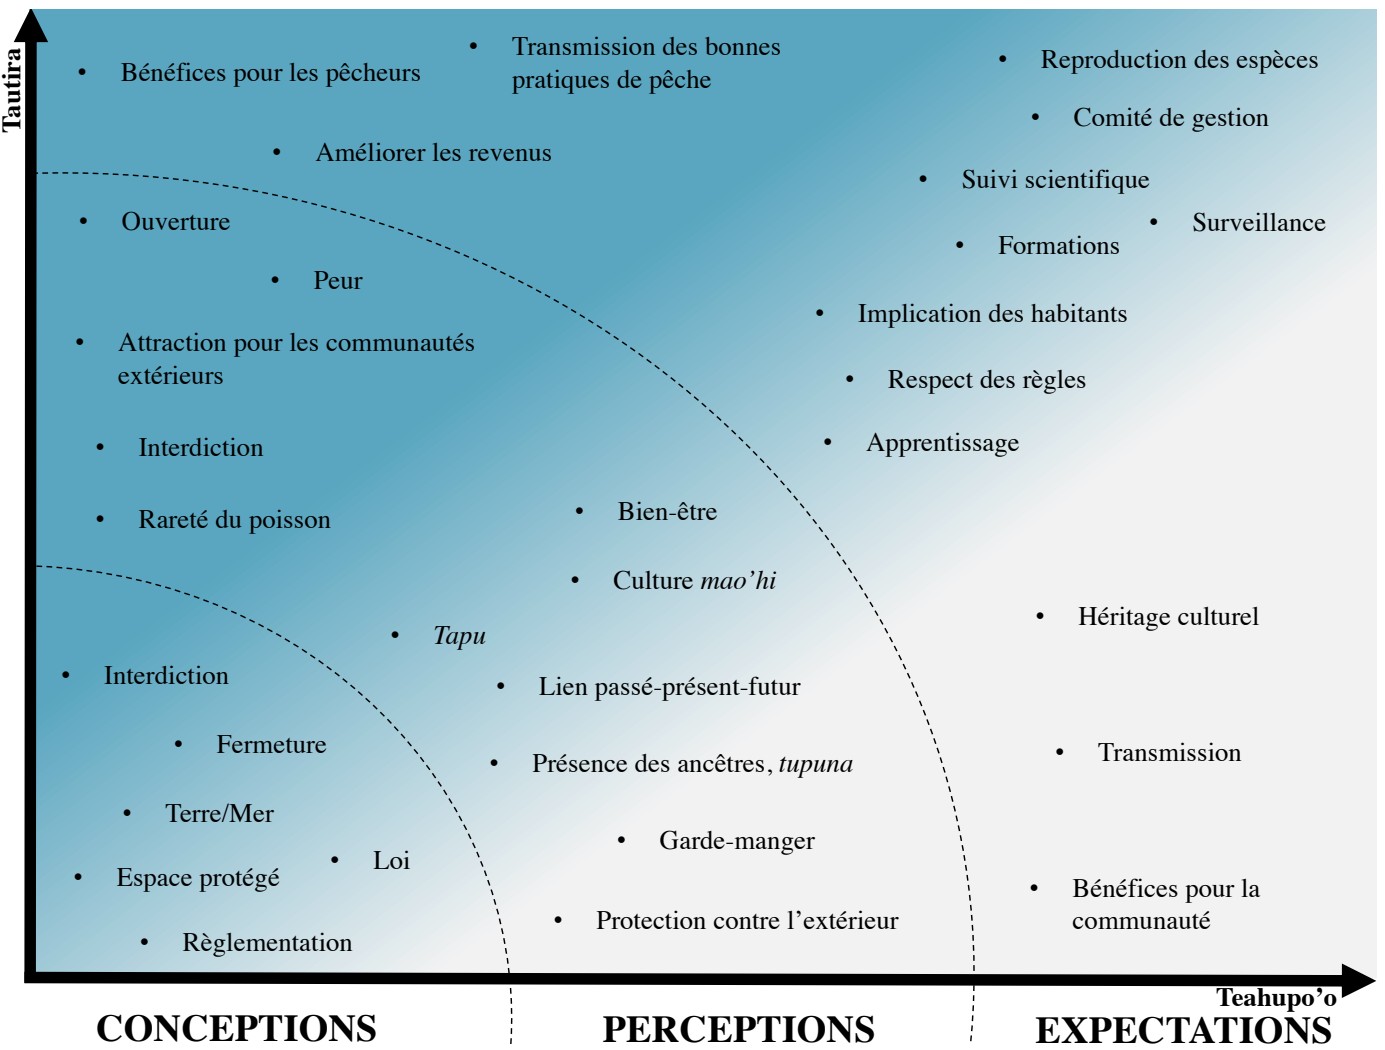 Tautira
• Transmission des bonnes
pratiques de pêche
• Bénéfices pour les pêcheurs
• Reproduction des espèces
• Comité de gestion
• Améliorer les revenus
• Suivi scientifique
• Ouverture
• Surveillance
• Formations
• Peur
• Implication des habitants
• Attraction pour les communautés
extérieurs
• Respect des règles
• Interdiction
• Apprentissage
• Rareté du poisson
• Bien-être
• Culture mao’hi
• Héritage culturel
• Tapu
• Interdiction
• Lien passé-présent-futur
• Fermeture
• Transmission
• Présence des ancêtres, tupuna
• Terre/Mer
• Garde-manger
• Loi
• Espace protégé
• Bénéfices pour la
communauté
• Protection contre l’extérieur
• Règlementation
Teahupo’o
CONCEPTIONS
PERCEPTIONS
EXPECTATIONS